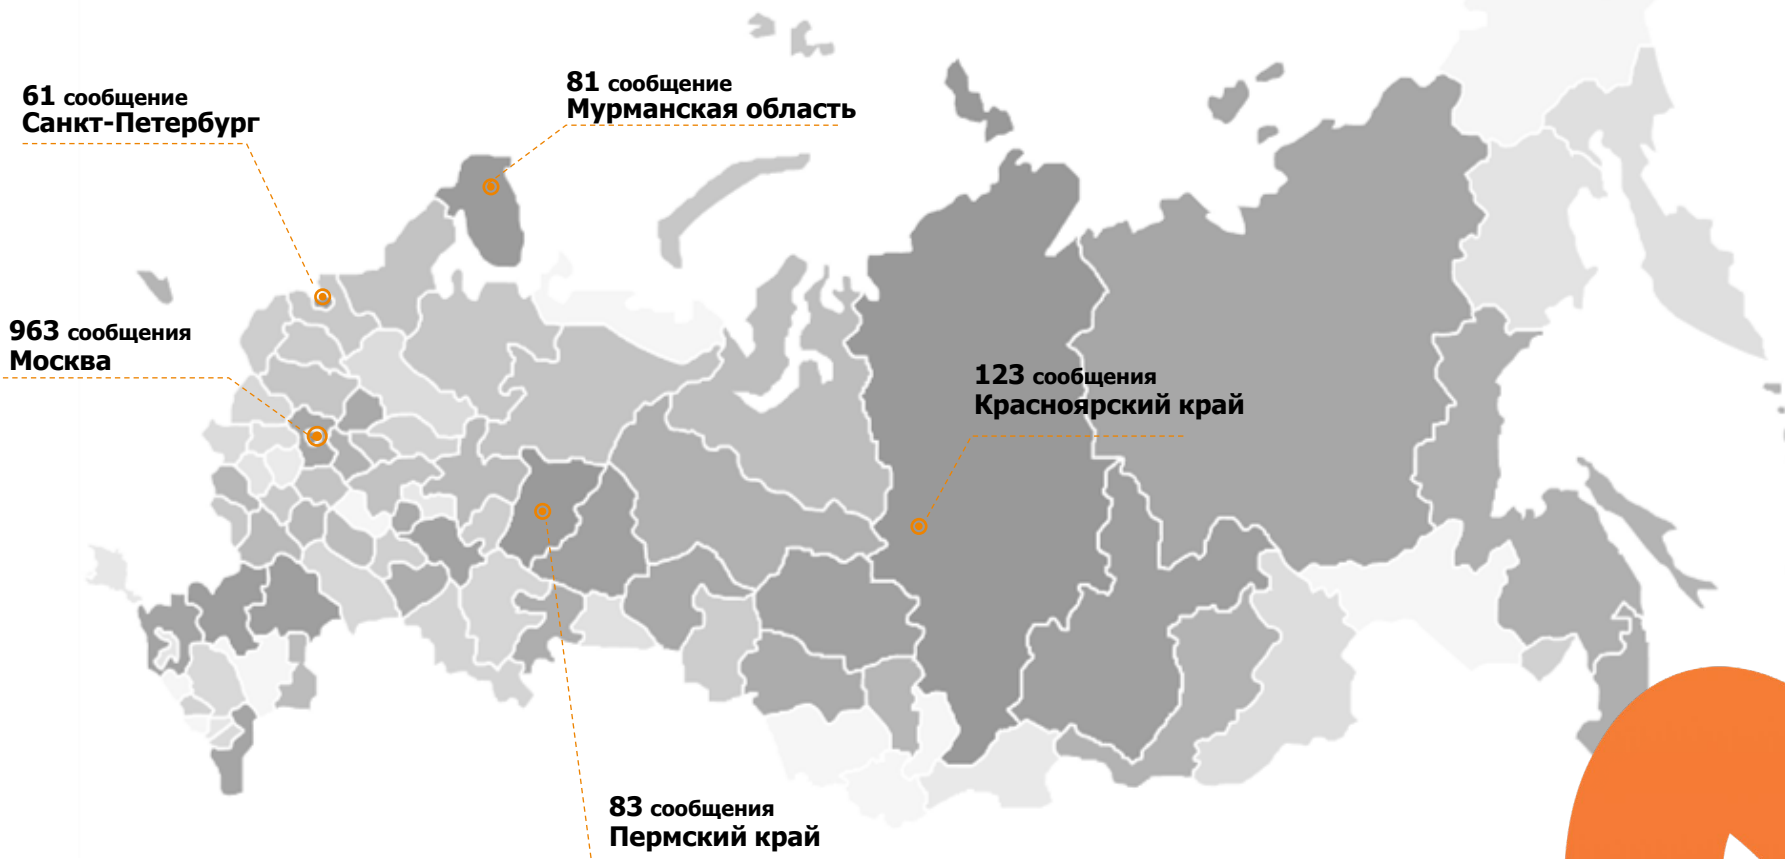 81 сообщение
Мурманская область
61 сообщение
Санкт-Петербург
963 сообщения
Москва
123 сообщения
Красноярский край
83 сообщения
Пермский край